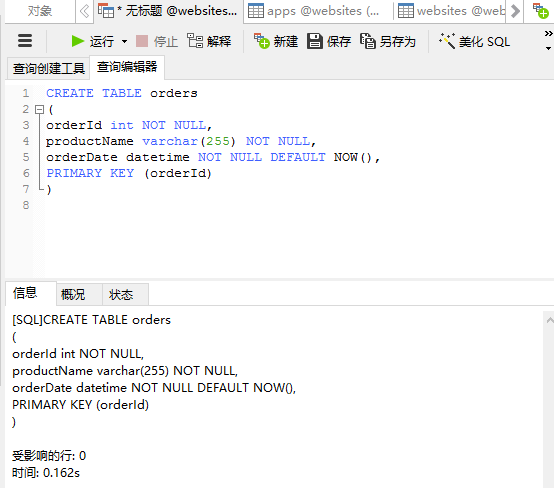 对象
* 无标题 @websites...
apps @websites (...
websites @web
运行
停止
解释
新建
保存
另存为
美化 SQL
查询创建工具
查询编辑器
1 CREATE TABLE orders
2 (
3 orderId int NOT NULL,
4 productName varchar(255) NOT NULL,
5 orderDate datetime NOT NULL DEFAULT NOW(),
6 PRIMARY KEY (orderId)
7 )
8
信息
概况
状态
[SQL]CREATE TABLE orders
(
orderId int NOT NULL,
productName varchar(255) NOT NULL,
orderDate datetime NOT NULL DEFAULT NOW(),
PRIMARY KEY (orderId)
)
受影响的行: 0
时间: 0.162s